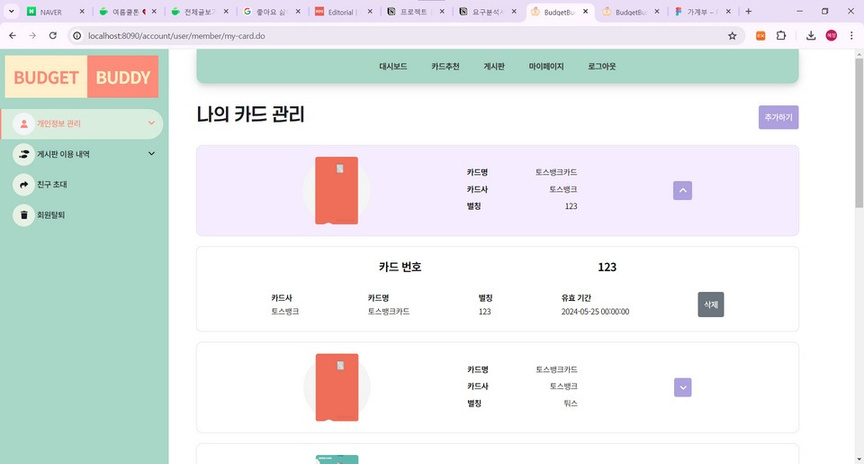 NAVER
여름쿨톤
전체글보기
Editorial
프로젝트
요구분석
BudgetBu
BudgetBu
가계부
localhost:8090/account/user/member/my-card.do
BUDGET BUDDY
대시보드 카드추천 게시판 마이페이지 로그아웃
개인정보 관리
게시판 이용 내역
친구 초대
회원탈퇴
나의 카드 관리
추가하기
카드명 토스뱅크카드
카드사 토스뱅크
별칭 123
카드 번호 123
카드사 카드명 별칭 유효 기간
토스뱅크 토스뱅크카드 123 2024-05-25 00:00:00
삭제
카드명 토스뱅크카드
카드사 토스뱅크
별칭 둬스